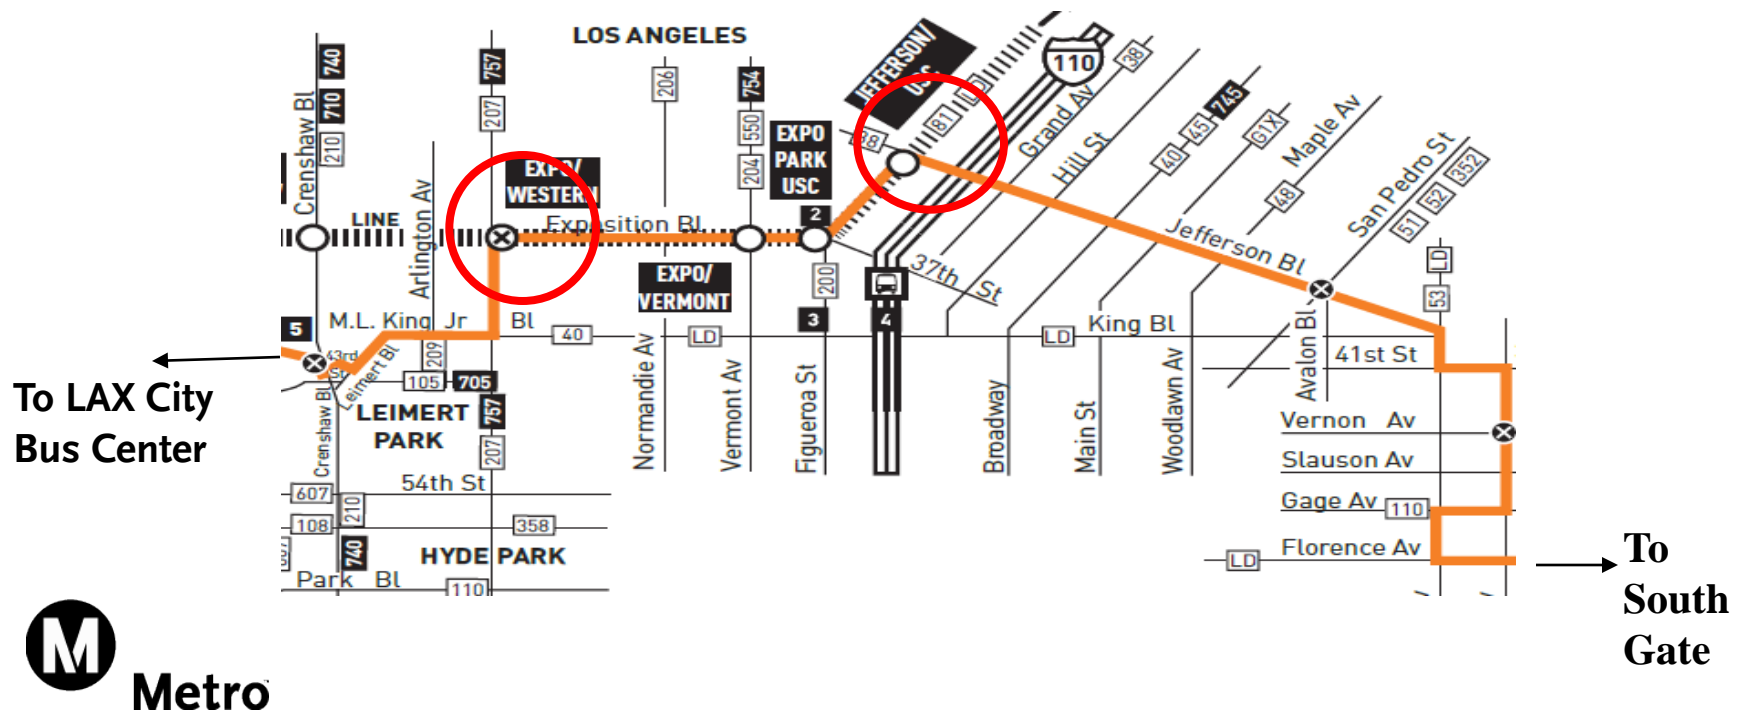 LOS ANGELES
740
710
210
Crenshaw Bl
757
207
206
754
550
204
EXPO/
WESTERN
EXPO
PARK
USC
JEFFERSON/
USC
38
81
LD
110
38
Grand Av
Hill St
40
45
745
G1X
48
Maple Av
San Pedro St
51
52
352
LINE
Arlington Av
Exposition Bl
2
EXPO/
VERMONT
200
37th St
Jefferson Bl
LD
53
5
M.L. King Jr Bl
40
LD
3
4
LD
King Bl
41st St
43rd
St
Leimert Bl
209
105
705
LEIMERT
PARK
757
207
Crenshaw Bl
Normandie Av
Vermont Av
Figueroa St
Broadway
Main St
Woodlawn Av
Avalon Bl
Vernon Av
Slauson Av
Gage Av
110
Florence Av
LD
54th St
607
210
108
358
740
HYDE PARK
Park Bl
110
To LAX City
Bus Center
To
South
Gate
M
Metro